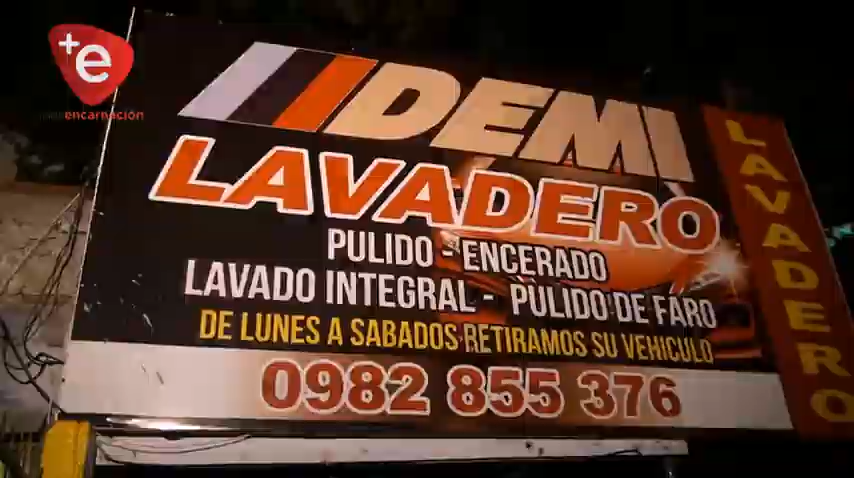 +e
encarnación
DEMI
LAVADERO
PULIDO - ENCERADO
LAVADO INTEGRAL - PULIDO DE FARO
DE LUNES A SABADOS RETIRAMOS SU VEHICULO
0982 855 376
LAVADERO